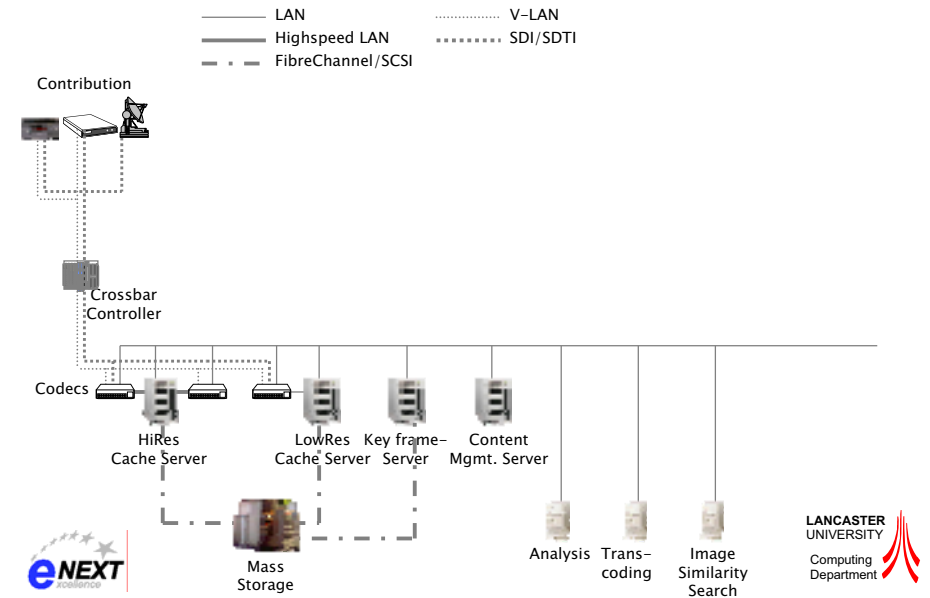 LAN
V-LAN
Highspeed LAN
SDI/SDTI
FibreChannel/SCSI
Contribution
Crossbar
Controller
Codecs
HiRes
Cache Server
LowRes
Cache Server
Key frame-
Server
Content
Mgmt. Server
Mass
Storage
Analysis
Trans-
coding
Image
Similarity
Search
eNEXT
xcellence
LANCASTER
UNIVERSITY
Computing
Department